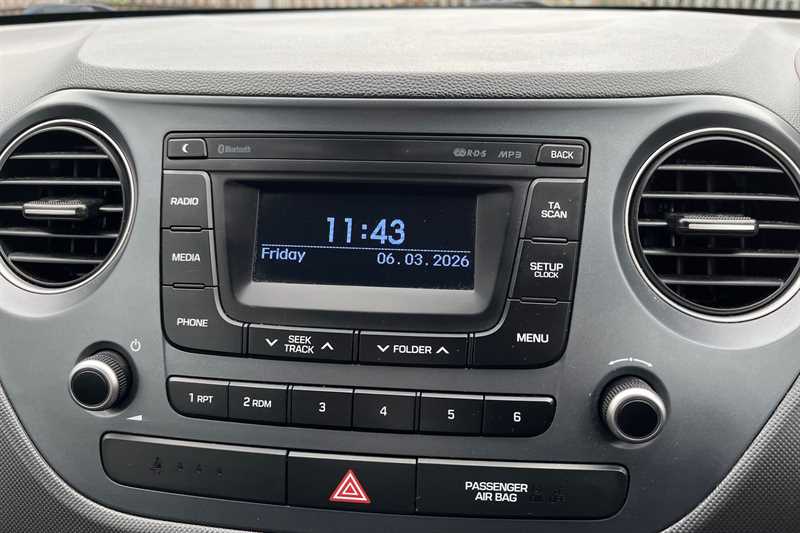 Bluetooth
R·D·S
MP3
BACK
RADIO
TA
SCAN
11:43
Friday
06.03.2026
MEDIA
SETUP
CLOCK
PHONE
SEEK
TRACK
FOLDER
MENU
1 RPT
2 RDM
3
4
5
6
PASSENGER
AIR BAG